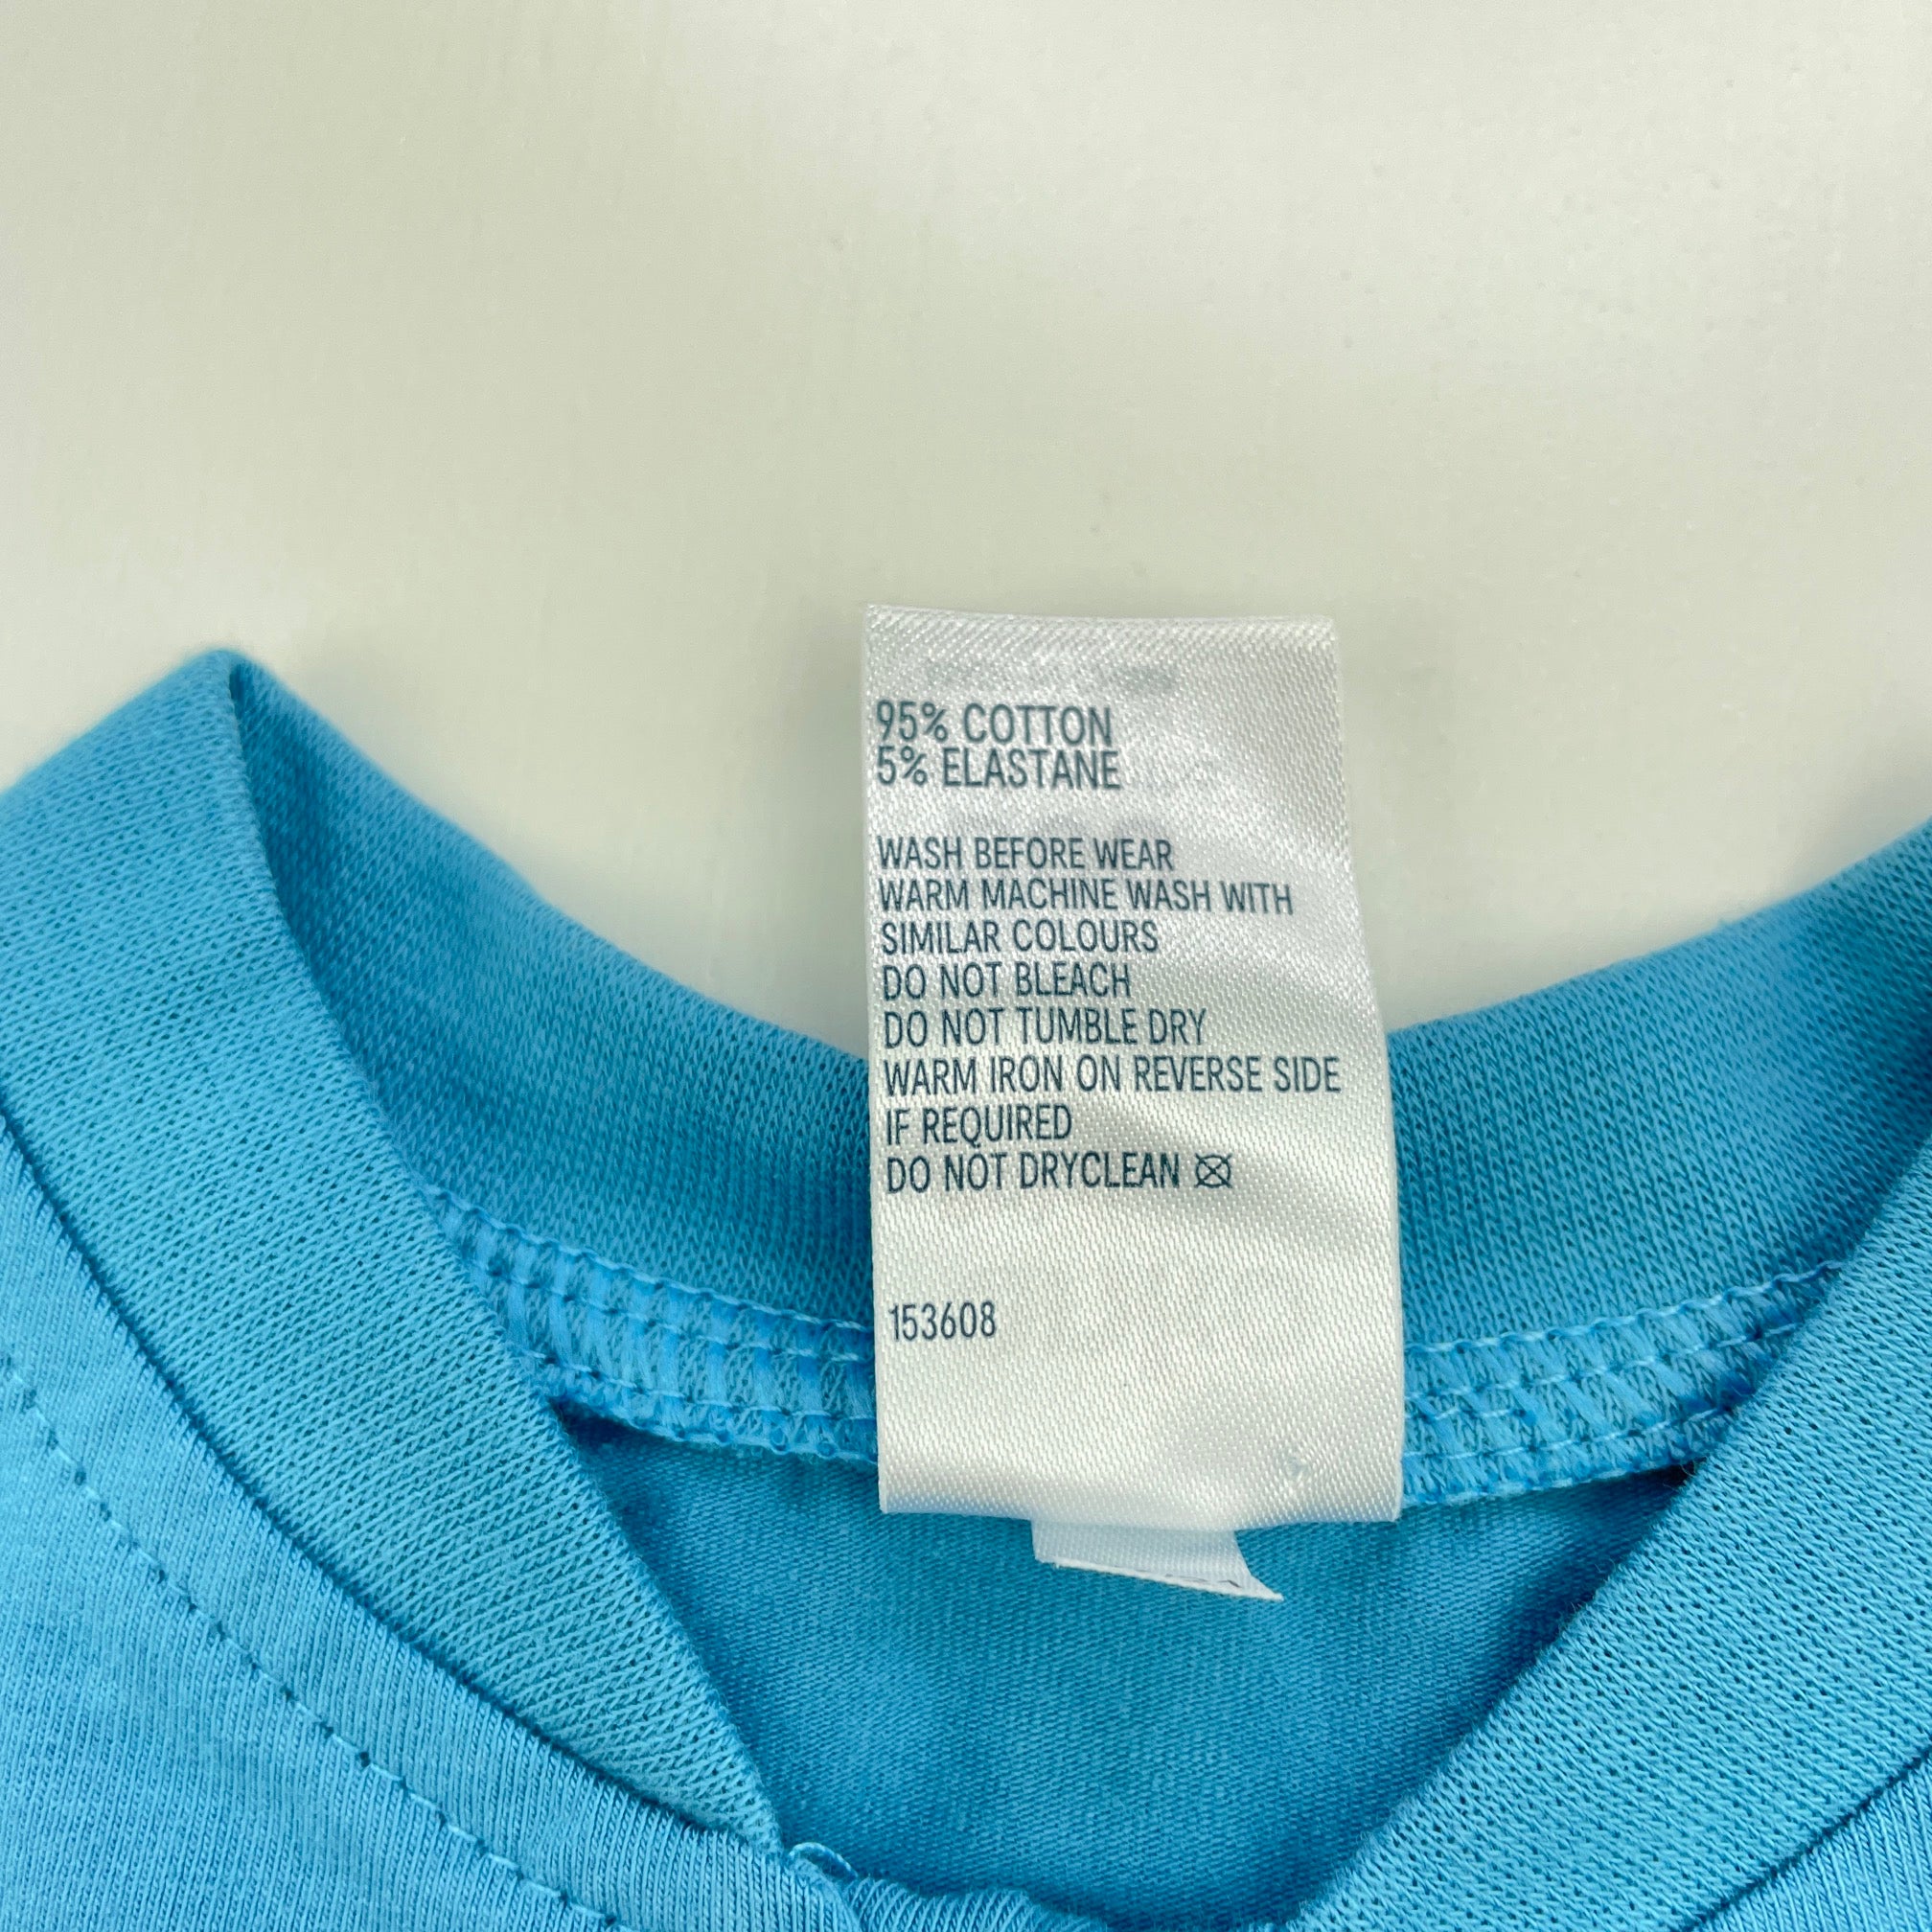 95% COTTON
5% ELASTANE
WASH BEFORE WEAR
WARM MACHINE WASH WITH
SIMILAR COLOURS
DO NOT BLEACH
DO NOT TUMBLE DRY
WARM IRON ON REVERSE SIDE
IF REQUIRED
DO NOT DRYCLEAN
153608